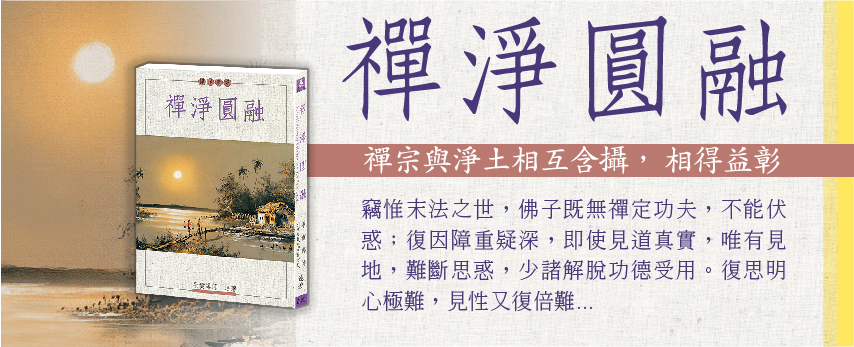 禪淨圓融
禪宗與淨土相互含攝，相得益彰
竊惟末法之世，佛子既無禪定功夫，不能伏
惑；復因障重疑深，即使見道真實，唯有見
地，難斷思惑，少諸解脫功德受用。復思明
心極難，見性又復倍難...
禪淨圓融
禪淨圓融